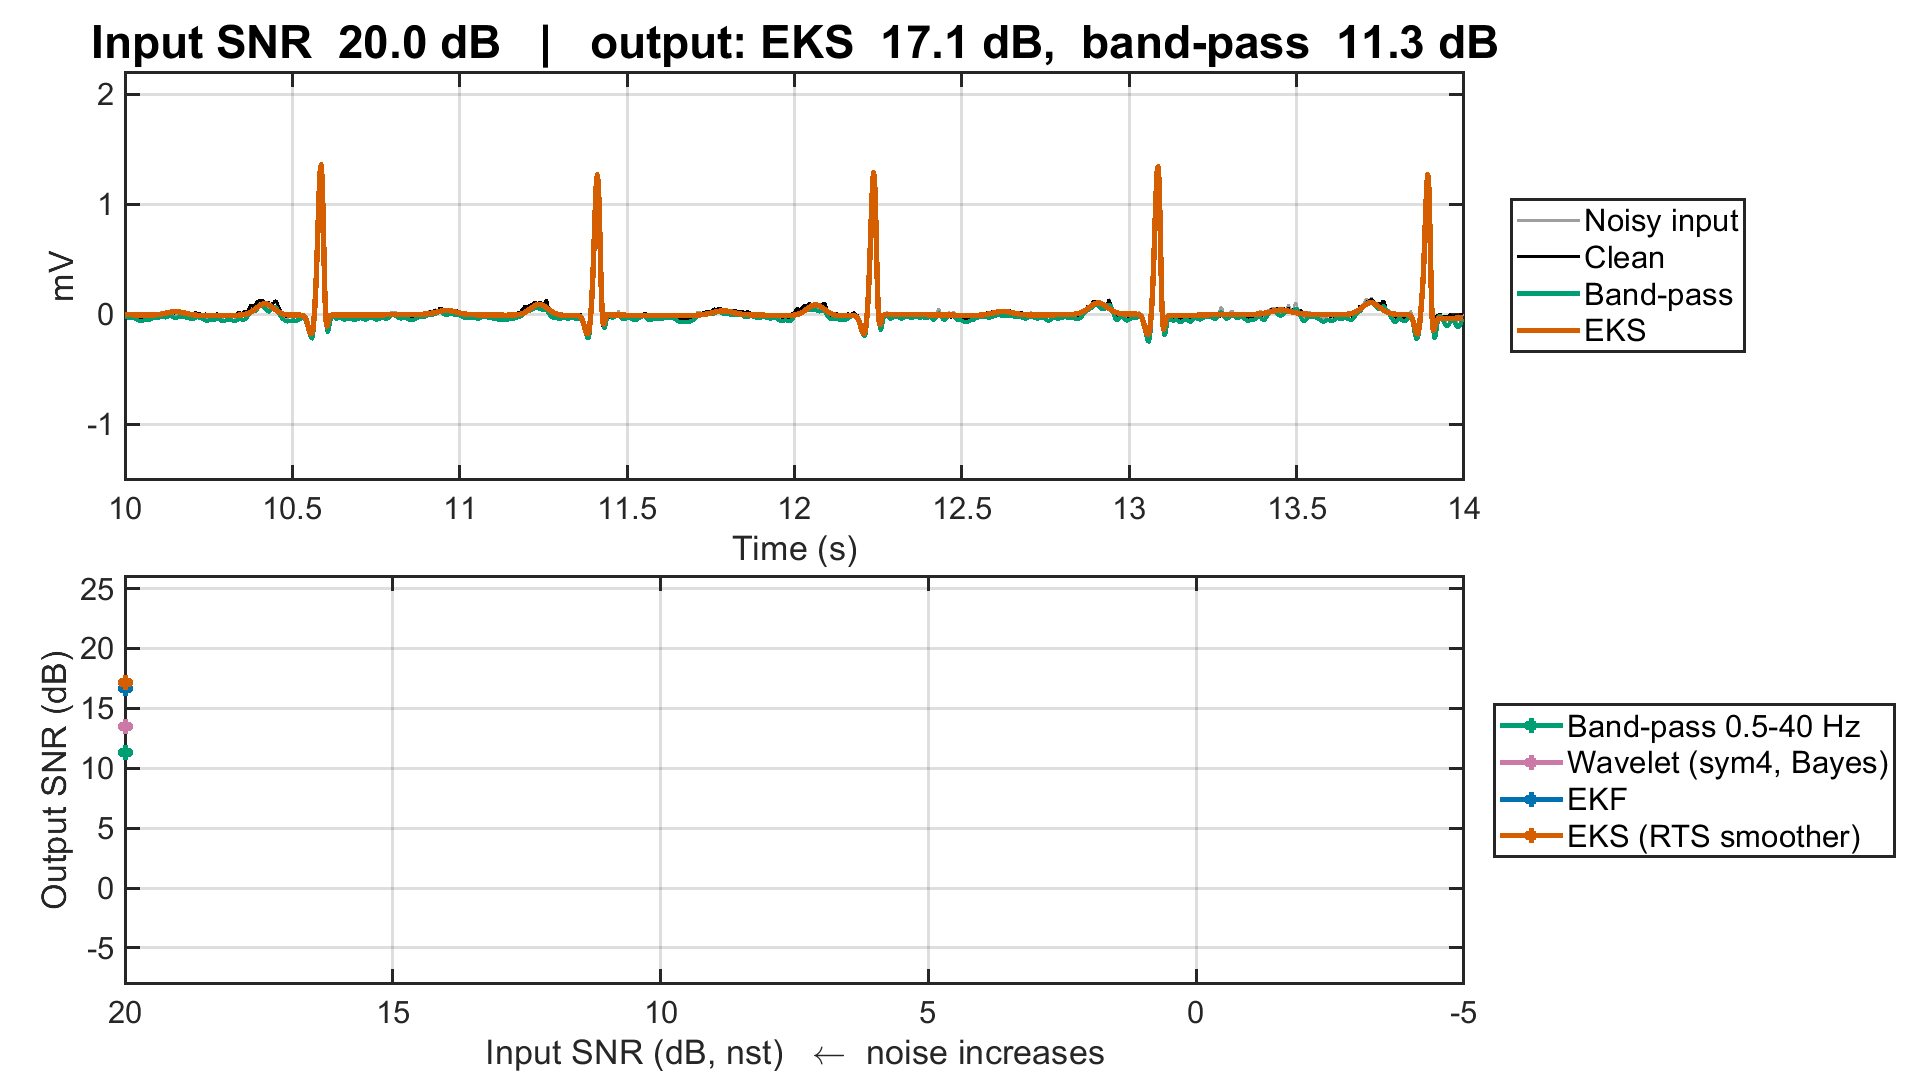 Input SNR  20.0 dB   |   output: EKS  17.1 dB,  band-pass  11.3 dB
2
1
0
-1
mV
10
10.5
11
11.5
12
12.5
13
13.5
14
Time (s)
Noisy input
Clean
Band-pass
EKS
25
20
15
10
5
0
-5
Output SNR (dB)
20
15
10
5
0
-5
Input SNR (dB, nst)   ←  noise increases
Band-pass 0.5-40 Hz
Wavelet (sym4, Bayes)
EKF
EKS (RTS smoother)